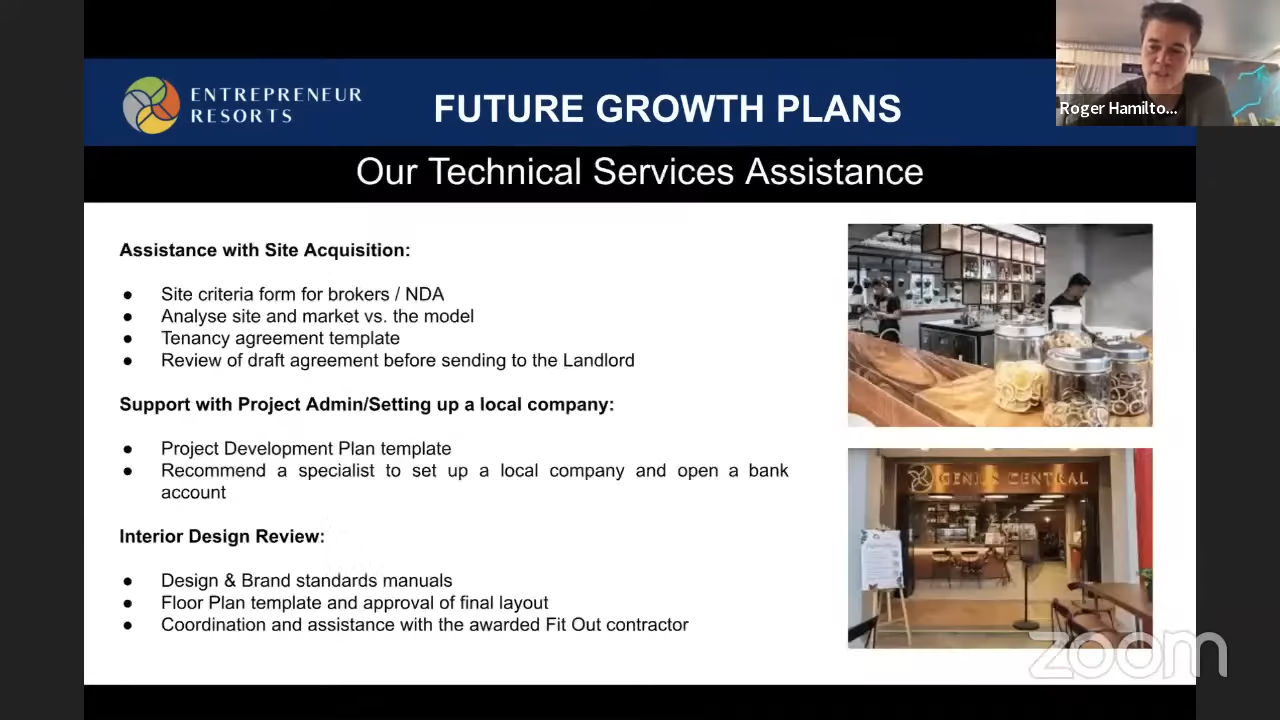 ENTREPRENEUR
RESORTS
FUTURE GROWTH PLANS
Roger Hamilto...
Our Technical Services Assistance
Assistance with Site Acquisition:
● Site criteria form for brokers / NDA
● Analyse site and market vs. the model
● Tenancy agreement template
● Review of draft agreement before sending to the Landlord
Support with Project Admin/Setting up a local company:
● Project Development Plan template
● Recommend a specialist to set up a local company and open a bank
account
Interior Design Review:
● Design & Brand standards manuals
● Floor Plan template and approval of final layout
● Coordination and assistance with the awarded Fit Out contractor
GENIUS CENTRAL
zoom